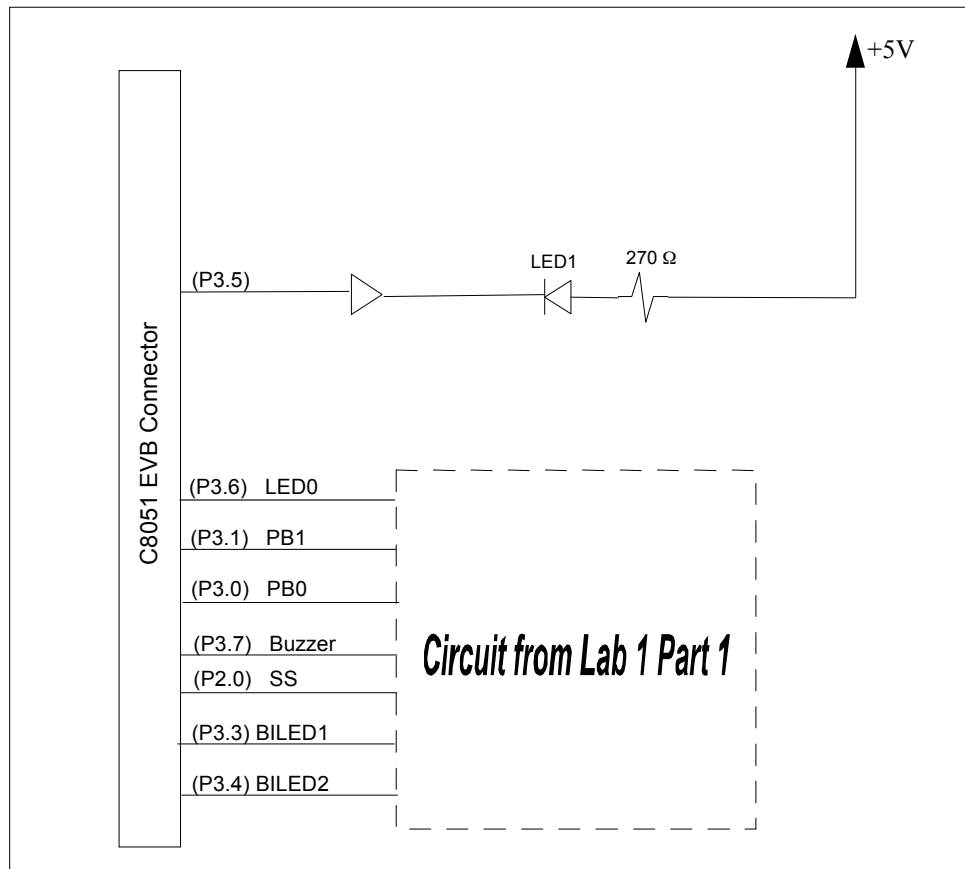 +5V
LED1
270 Ω
(P3.5)
C8051 EVB Connector
(P3.6) LED0
(P3.1) PB1
(P3.0) PB0
(P3.7) Buzzer
(P2.0) SS
(P3.3) BILED1
(P3.4) BILED2
Circuit from Lab 1 Part 1